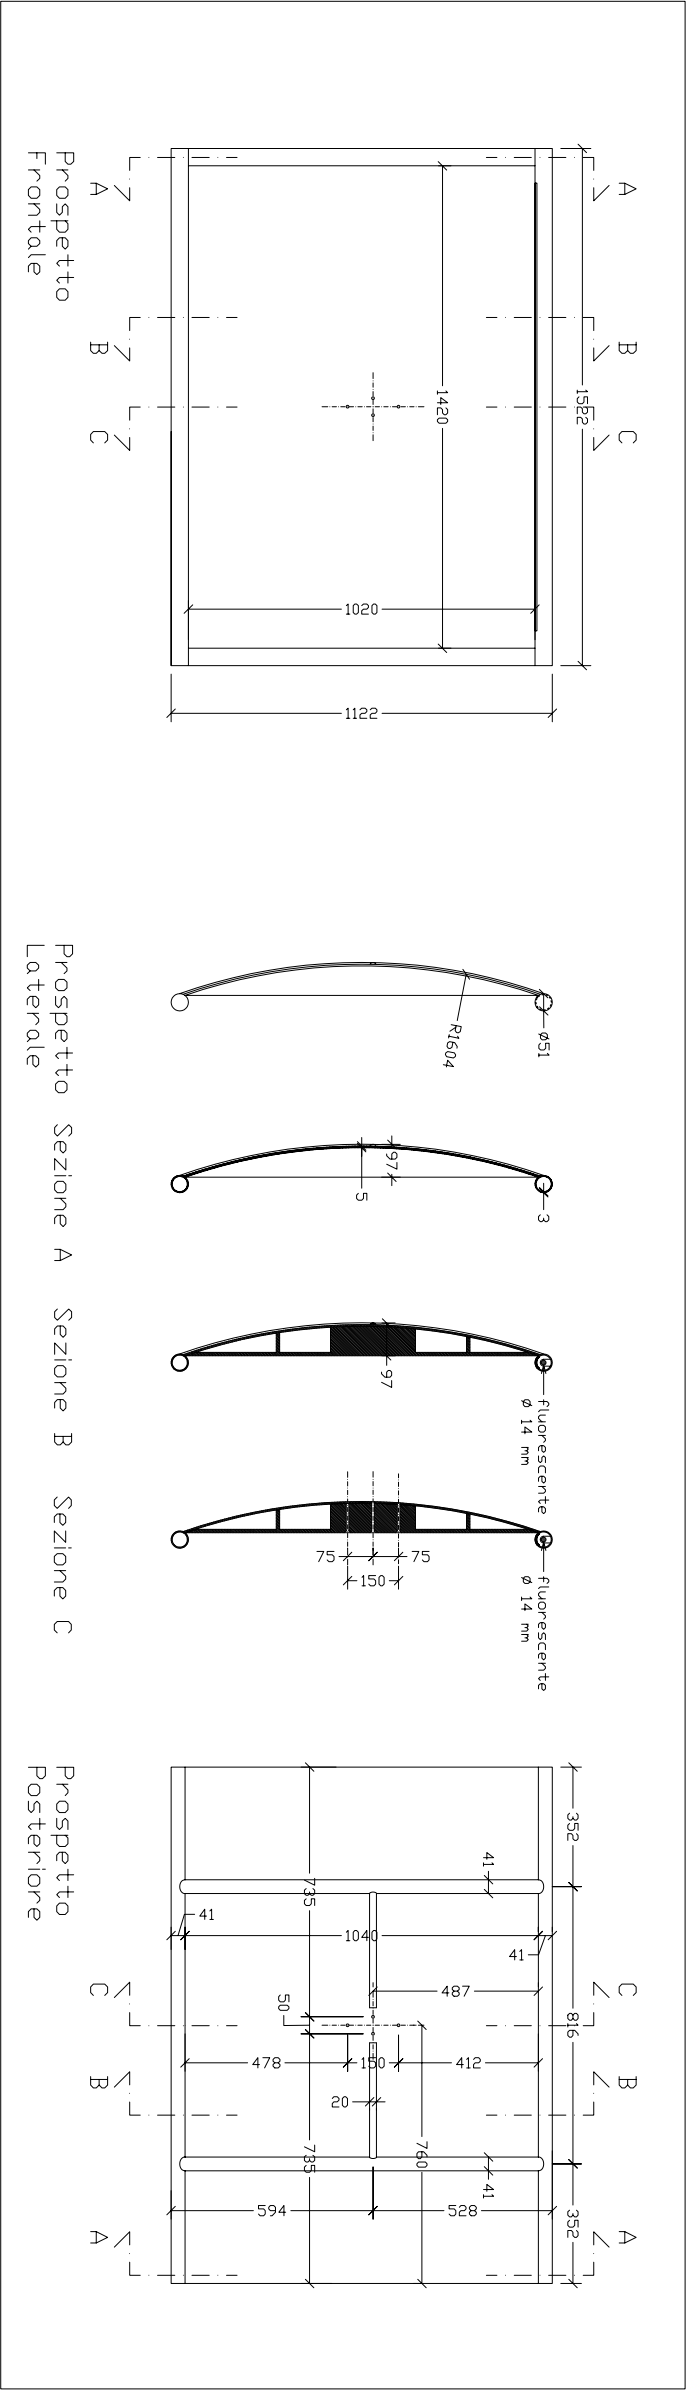 A
B
C
1522
1420
1020
1122
A
B
C
Prospetto
Frontale
ø51
R1604
Prospetto
Laterale
3
97
5
Sezione A
fluorescente
ø 14 mm
97
Sezione B
fluorescente
ø 14 mm
75
75
150
Sezione C
352
41
735
41
1040
41
487
C
816
50
C
478
150
412
B
20
B
735
760
41
594
528
352
A
A
Prospetto
Posteriore